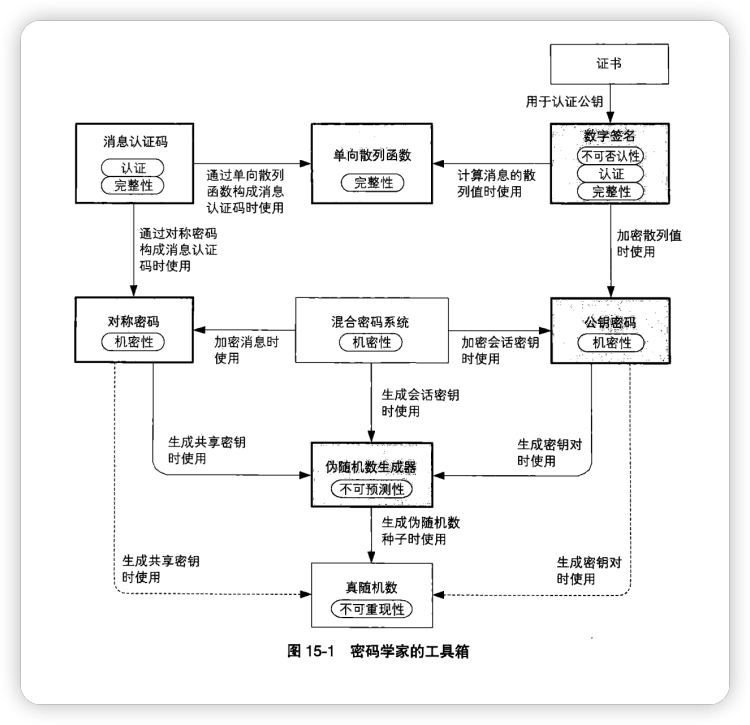 证书
用于认证公钥
消息认证码
认证
完整性
通过单向散列
函数构成消息
认证码时使用
单向散列函数
完整性
计算消息的散
列值时使用
数字签名
不可否认性
认证
完整性
通过对称密码
构成消息认证
码时使用
加密散列值
时使用
对称密码
机密性
加密消息时
使用
混合密码系统
机密性
加密会话密钥
时使用
公钥密码
机密性
生成会话密钥
时使用
生成共享密钥
时使用
伪随机数生成器
不可预测性
生成密钥对
时使用
生成伪随机数
种子时使用
生成共享密钥
时使用
真随机数
不可重现性
生成密钥对
时使用
图 15-1 密码学家的工具箱